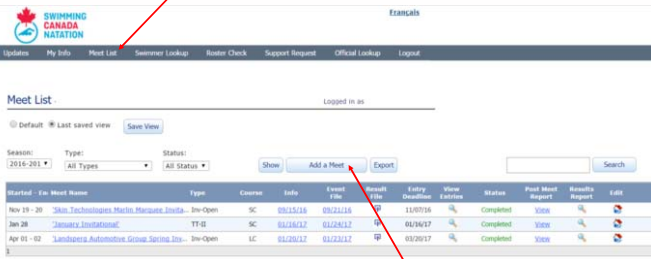 SWIMMING
CANADA
NATATION
Français
Updates My Info Meet List Swimmer Lookup Roster Check Support Request Official Lookup Logout
Meet List
Logged in as
Default Last saved view Save View
Season: Type: Status:
2016-201 All Types All Status Show Add a Meet Export Search
Started - En Meet Name Type Course Info Event File Result File Entry Deadline View Entries Status Post Meet Report Results Report Edit
Nov 19 - 20 'Skin Technologies Marlin Marquse Invita... Inv-Open SC 09/15/16 09/21/16 11/07/16 Completed View
Jan 28 'January Invitational' TT-II SC 01/16/17 01/24/17 01/16/17 Completed View
Apr 01 - 02 'Landsperg Automotive Group Spring Inv... Inv-Open LC 01/20/17 01/23/17 03/20/17 Completed View
1